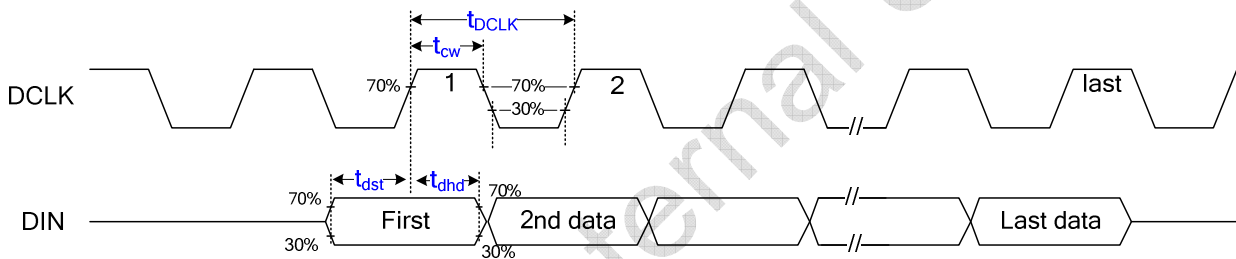 tDCLK
tcw
DCLK
70%
1
70%
30%
2
//
last
tdst
tdhd
DIN
70%
30%
First
70%
30%
2nd data
//
//
Last data
ternal